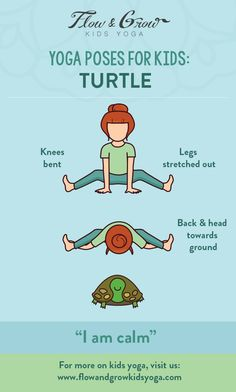 Flow & Grow
KIDS YOGA
YOGA POSES FOR KIDS:
TURTLE
Knees
bent
Legs
stretched out
Back & head
towards
ground
“I am calm”
For more on kids yoga, visit us:
www.flowandgrowkidsyoga.com